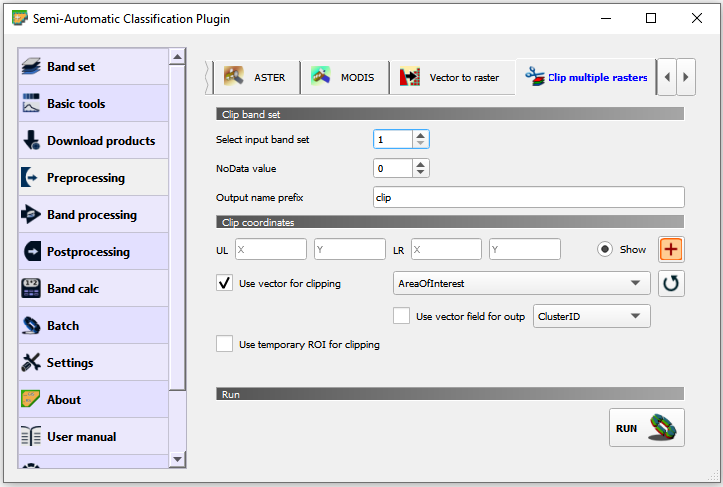 Semi-Automatic Classification Plugin
Band set
Basic tools
Download products
Preprocessing
Band processing
Postprocessing
Band calc
Batch
Settings
About
User manual
ASTER
MODIS
Vector to raster
Clip multiple rasters
Clip band set
Select input band set
1
NoData value
0
Output name prefix
clip
Clip coordinates
UL X Y LR X Y Show
Use vector for clipping AreaOfInterest
Use vector field for outp ClusterID
Use temporary ROI for clipping
Run
RUN